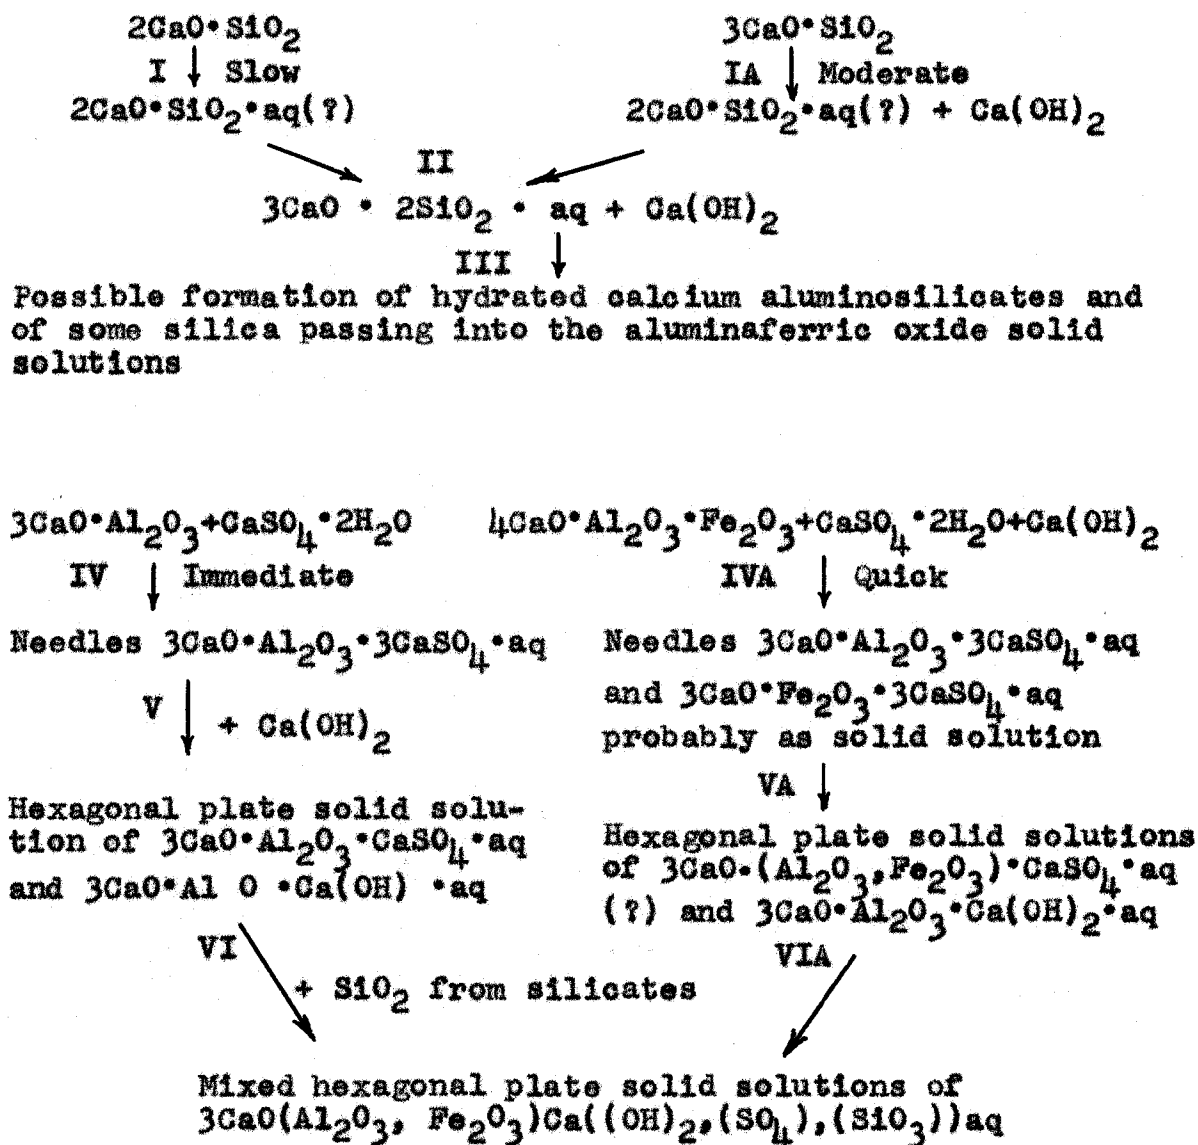 2CaO•SiO₂ 3CaO•SiO₂
I Slow IA Moderate
2CaO•SiO₂•aq(?) 2CaO•SiO₂•aq(?) + Ca(OH)₂
II
3CaO • 2SiO₂ • aq + Ca(OH)₂
III
Possible formation of hydrated calcium aluminosilicates and
of some silica passing into the aluminaferric oxide solid
solutions
3CaO•Al₂O₃+CaSO₄•2H₂O 4CaO•Al₂O₃•Fe₂O₃+CaSO₄•2H₂O+Ca(OH)₂
IV Immediate IVA Quick
Needles 3CaO•Al₂O₃•3CaSO₄•aq
V
+ Ca(OH)₂
Hexagonal plate solid solu-
tion of 3CaO•Al₂O₃•CaSO₄•aq
and 3CaO•Al O •Ca(OH) •aq
VI
Needles 3CaO•Al₂O₃•3CaSO₄•aq
and 3CaO•Fe₂O₃•3CaSO₄•aq
probably as solid solution
VA
Hexagonal plate solid solutions
of 3CaO•(Al₂O₃,Fe₂O₃)•CaSO₄•aq
(?) and 3CaO•Al₂O₃•Ca(OH)₂•aq
VIA
+ SiO₂ from silicates
Mixed hexagonal plate solid solutions of
3CaO(Al₂O₃, Fe₂O₃)Ca((OH)₂,(SO₄),(SiO₃))aq